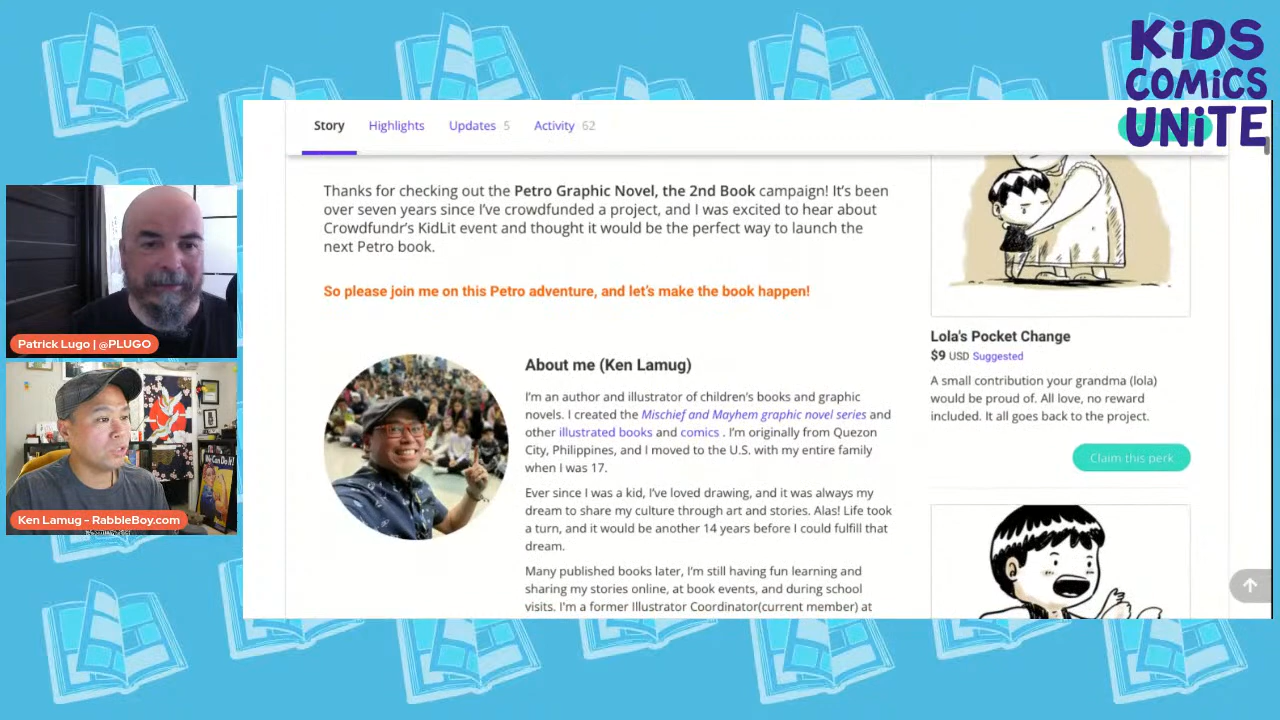 KiDS
COMiCS
UNiTE
Story Highlights Updates 5 Activity 62
Thanks for checking out the Petro Graphic Novel, the 2nd Book campaign! It's been
over seven years since I've crowdfunded a project, and I was excited to hear about
Crowdfundr's KidLit event and thought it would be the perfect way to launch the
next Petro book.
So please join me on this Petro adventure, and let's make the book happen!
About me (Ken Lamug)
I'm an author and illustrator of children's books and graphic
novels. I created the Mischief and Mayhem graphic novel series and
other illustrated books and comics . I'm originally from Quezon
City, Philippines, and I moved to the U.S. with my entire family
when I was 17.
Ever since I was a kid, I've loved drawing, and it was always my
dream to share my culture through art and stories. Alas! Life took
a turn, and it would be another 14 years before I could fulfill that
dream.
Many published books later, I'm still having fun learning and
sharing my stories online, at book events, and during school
visits. I'm a former Illustrator Coordinator(current member) at
Lola's Pocket Change
$9 USD Suggested
A small contribution your grandma (lola)
would be proud of. All love, no reward
included. It all goes back to the project.
Claim this perk
Patrick Lugo | @PLUGO
We Can Do It!
Ken Lamug - RabbleBoy.com